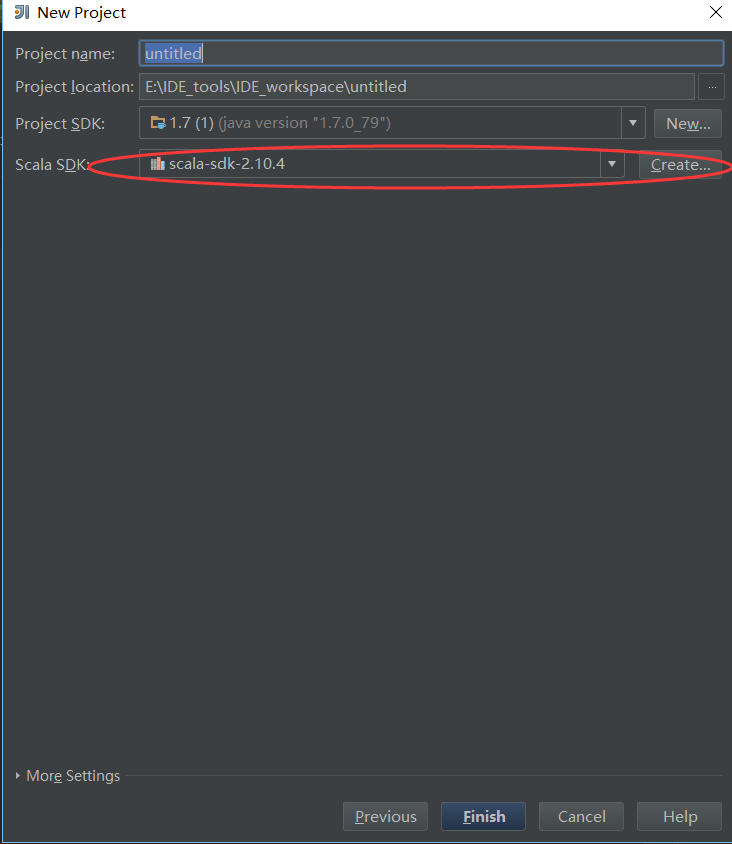 New Project
Project name: untitled
Project location: E:\IDE_tools\IDE_workspace\untitled ...
Project SDK: 1.7 (1) (java version "1.7.0_79") New...
Scala SDK: scala-sdk-2.10.4 Create...
More Settings
Previous Finish Cancel Help